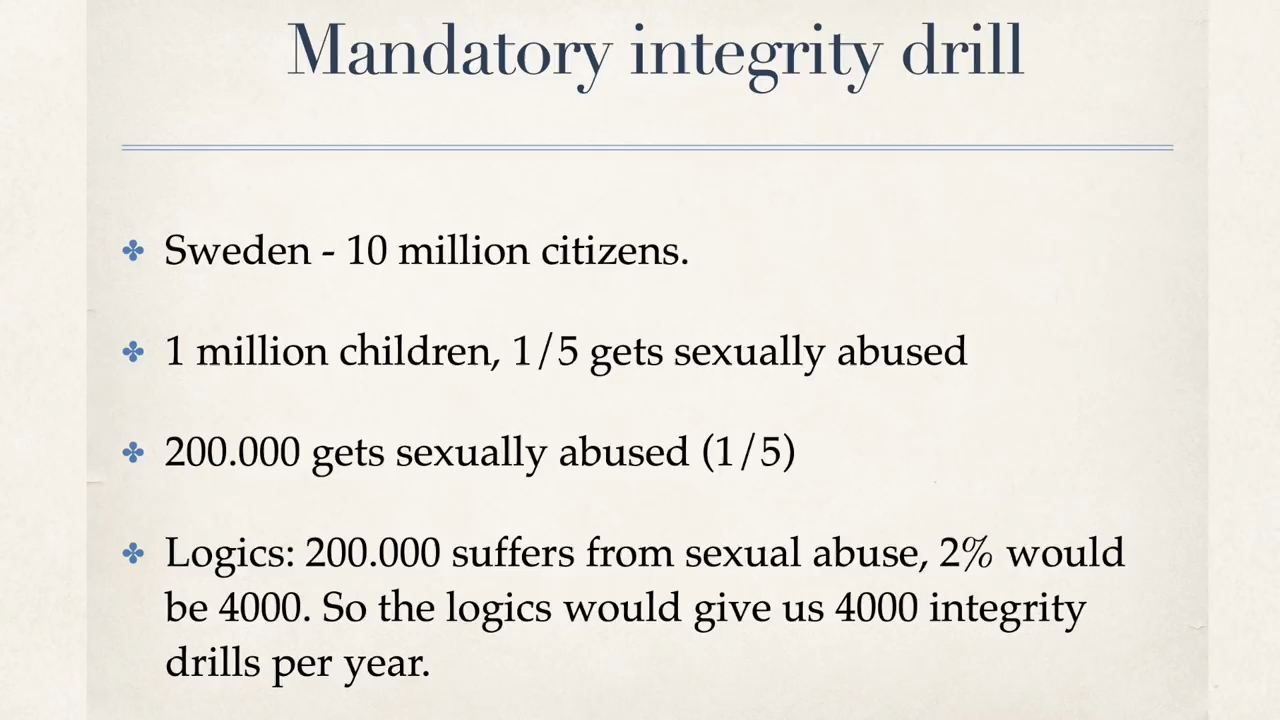 Mandatory integrity drill
Sweden - 10 million citizens.
1 million children, 1/5 gets sexually abused
200.000 gets sexually abused (1/5)
Logics: 200.000 suffers from sexual abuse, 2% would
be 4000. So the logics would give us 4000 integrity
drills per year.